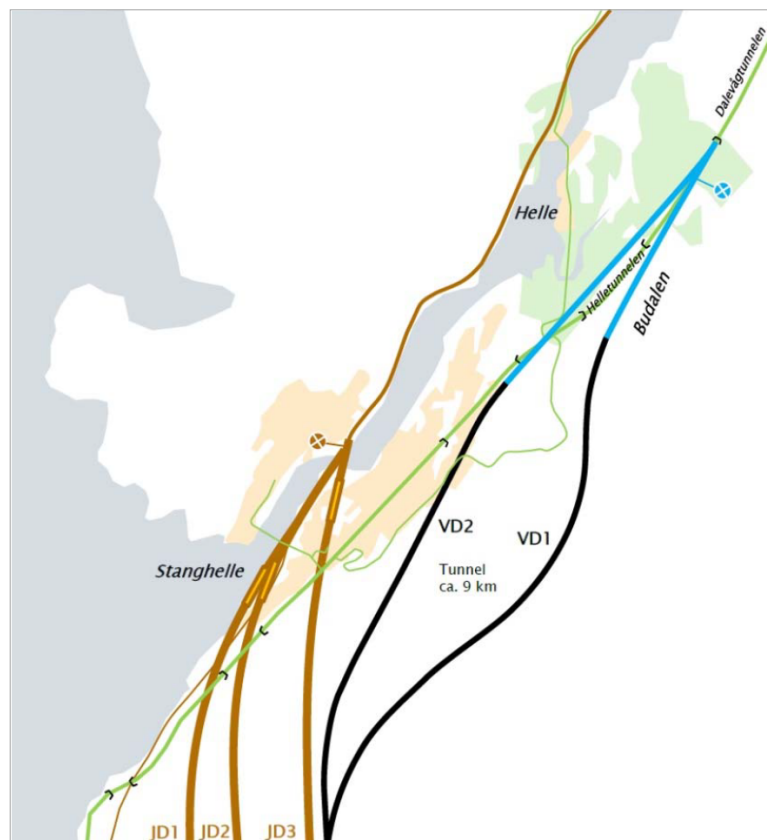 Dalevågtunnelen
Helle
Helletunnelen
Budalen
VD2
VD1
Tunnel
ca. 9 km
Stanghelle
JD1
JD2
JD3